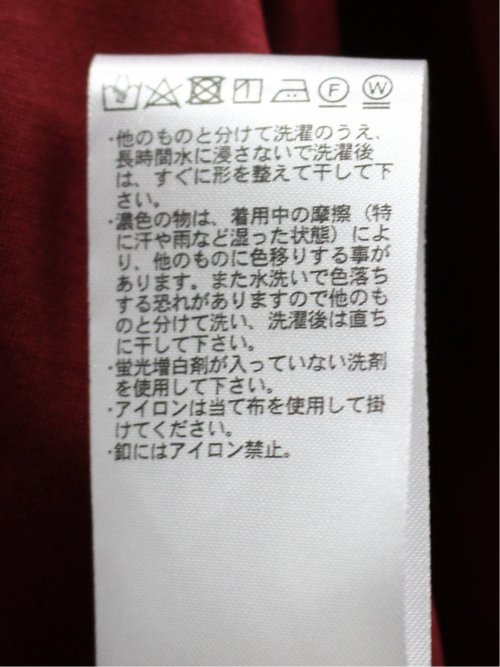 F W
・他のものと分けて洗濯のうえ、
長時間水に浸さないで洗濯後
は、すぐに形を整えて干して下
さい。
・濃色の物は、着用中の摩擦（特
に汗や雨など湿った状態）によ
り、他のものに色移りする事が
あります。また水洗いで色落ち
する恐れがありますので他のも
のと分けて洗い、洗濯後は直ち
に干して下さい。
・蛍光増白剤が入っていない洗剤
を使用して下さい。
・アイロンは当て布を使用して掛
けてください。
・釦にはアイロン禁止。